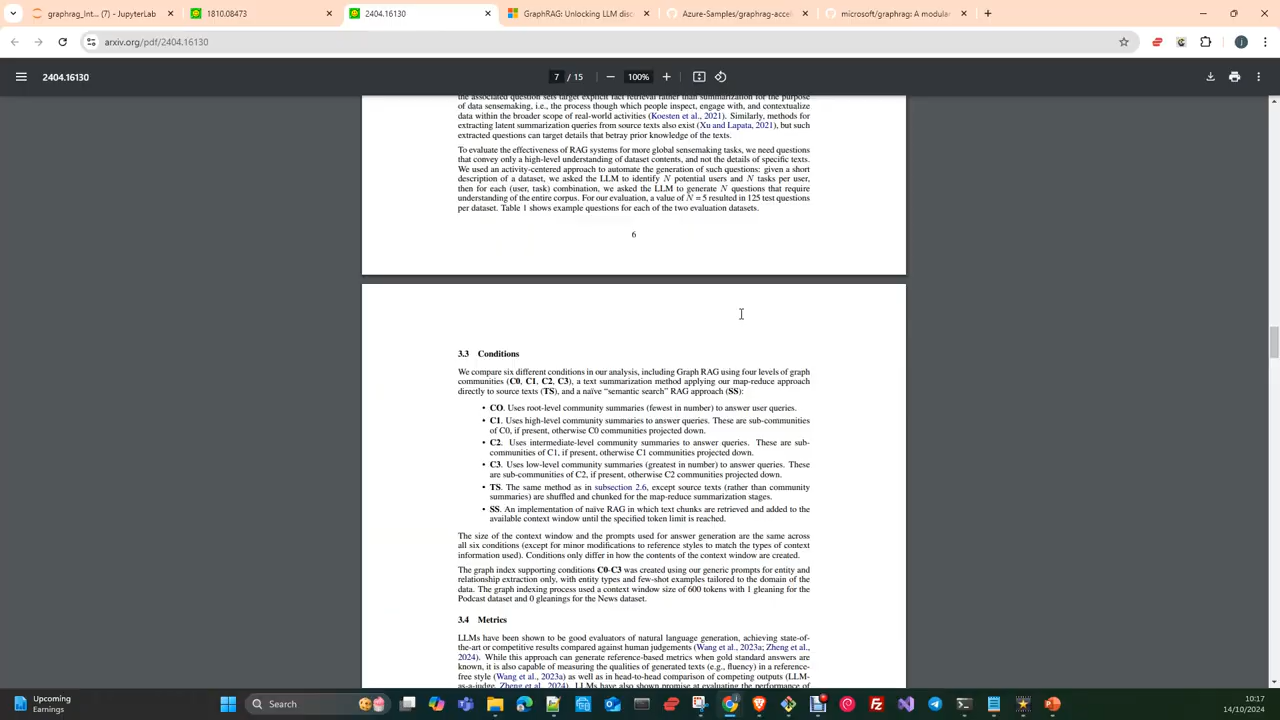 graphrag_Int.. (7) - JupyterLab
1810.08473
2404.16130
GraphRAG: Unlocking LLM disc
Azure-Samples/graphrag-accel
microsoft/graphrag: A modula
arxiv.org/pdf/2404.16130
2404.16130
7 / 15
100%
the associated question sets target explicit fact retrieval rather than summarization for the purpose
of data sensemaking, i.e., the process though which people inspect, engage with, and contextualize
data within the broader scope of real-world activities (Koesten et al., 2021). Similarly, methods for
extracting latent summarization queries from source texts also exist (Xu and Lapata, 2021), but such
extracted questions can target details that betray prior knowledge of the texts.
To evaluate the effectiveness of RAG systems for more global sensemaking tasks, we need questions
that convey only a high-level understanding of dataset contents, and not the details of specific texts.
We used an activity-centered approach to automate the generation of such questions: given a short
description of a dataset, we asked the LLM to identify N potential users and N tasks per user,
then for each (user, task) combination, we asked the LLM to generate N questions that require
understanding of the entire corpus. For our evaluation, a value of N = 5 resulted in 125 test questions
per dataset. Table 1 shows example questions for each of the two evaluation datasets.
6
3.3 Conditions
We compare six different conditions in our analysis, including Graph RAG using four levels of graph
communities (C0, C1, C2, C3), a text summarization method applying our map-reduce approach
directly to source texts (TS), and a naïve “semantic search” RAG approach (SS):
• CO. Uses root-level community summaries (fewest in number) to answer user queries.
• C1. Uses high-level community summaries to answer queries. These are sub-communities
of C0, if present, otherwise C0 communities projected down.
• C2. Uses intermediate-level community summaries to answer queries. These are sub-
communities of C1, if present, otherwise C1 communities projected down.
• C3. Uses low-level community summaries (greatest in number) to answer queries. These
are sub-communities of C2, if present, otherwise C2 communities projected down.
• TS. The same method as in subsection 2.6, except source texts (rather than community
summaries) are shuffled and chunked for the map-reduce summarization stages.
• SS. An implementation of naïve RAG in which text chunks are retrieved and added to the
available context window until the specified token limit is reached.
The size of the context window and the prompts used for answer generation are the same across
all six conditions (except for minor modifications to reference styles to match the types of context
information used). Conditions only differ in how the contents of the context window are created.
The graph index supporting conditions C0-C3 was created using our generic prompts for entity and
relationship extraction only, with entity types and few-shot examples tailored to the domain of the
data. The graph indexing process used a context window size of 600 tokens with 1 gleaning for the
Podcast dataset and 0 gleanings for the News dataset.
3.4 Metrics
LLMs have been shown to be good evaluators of natural language generation, achieving state-of-
the-art or competitive results compared against human judgements (Wang et al., 2023a; Zheng et al.,
2024). While this approach can generate reference-based metrics when gold standard answers are
known, it is also capable of measuring the qualities of generated texts (e.g., fluency) in a reference-
free style (Wang et al., 2023a) as well as in head-to-head comparison of competing outputs (LLM-
as-a-judge, Zheng et al., 2024). LLMs have also shown promise at evaluating the performance of
Upcoming
Earnings
Search
10:17
14/10/2024